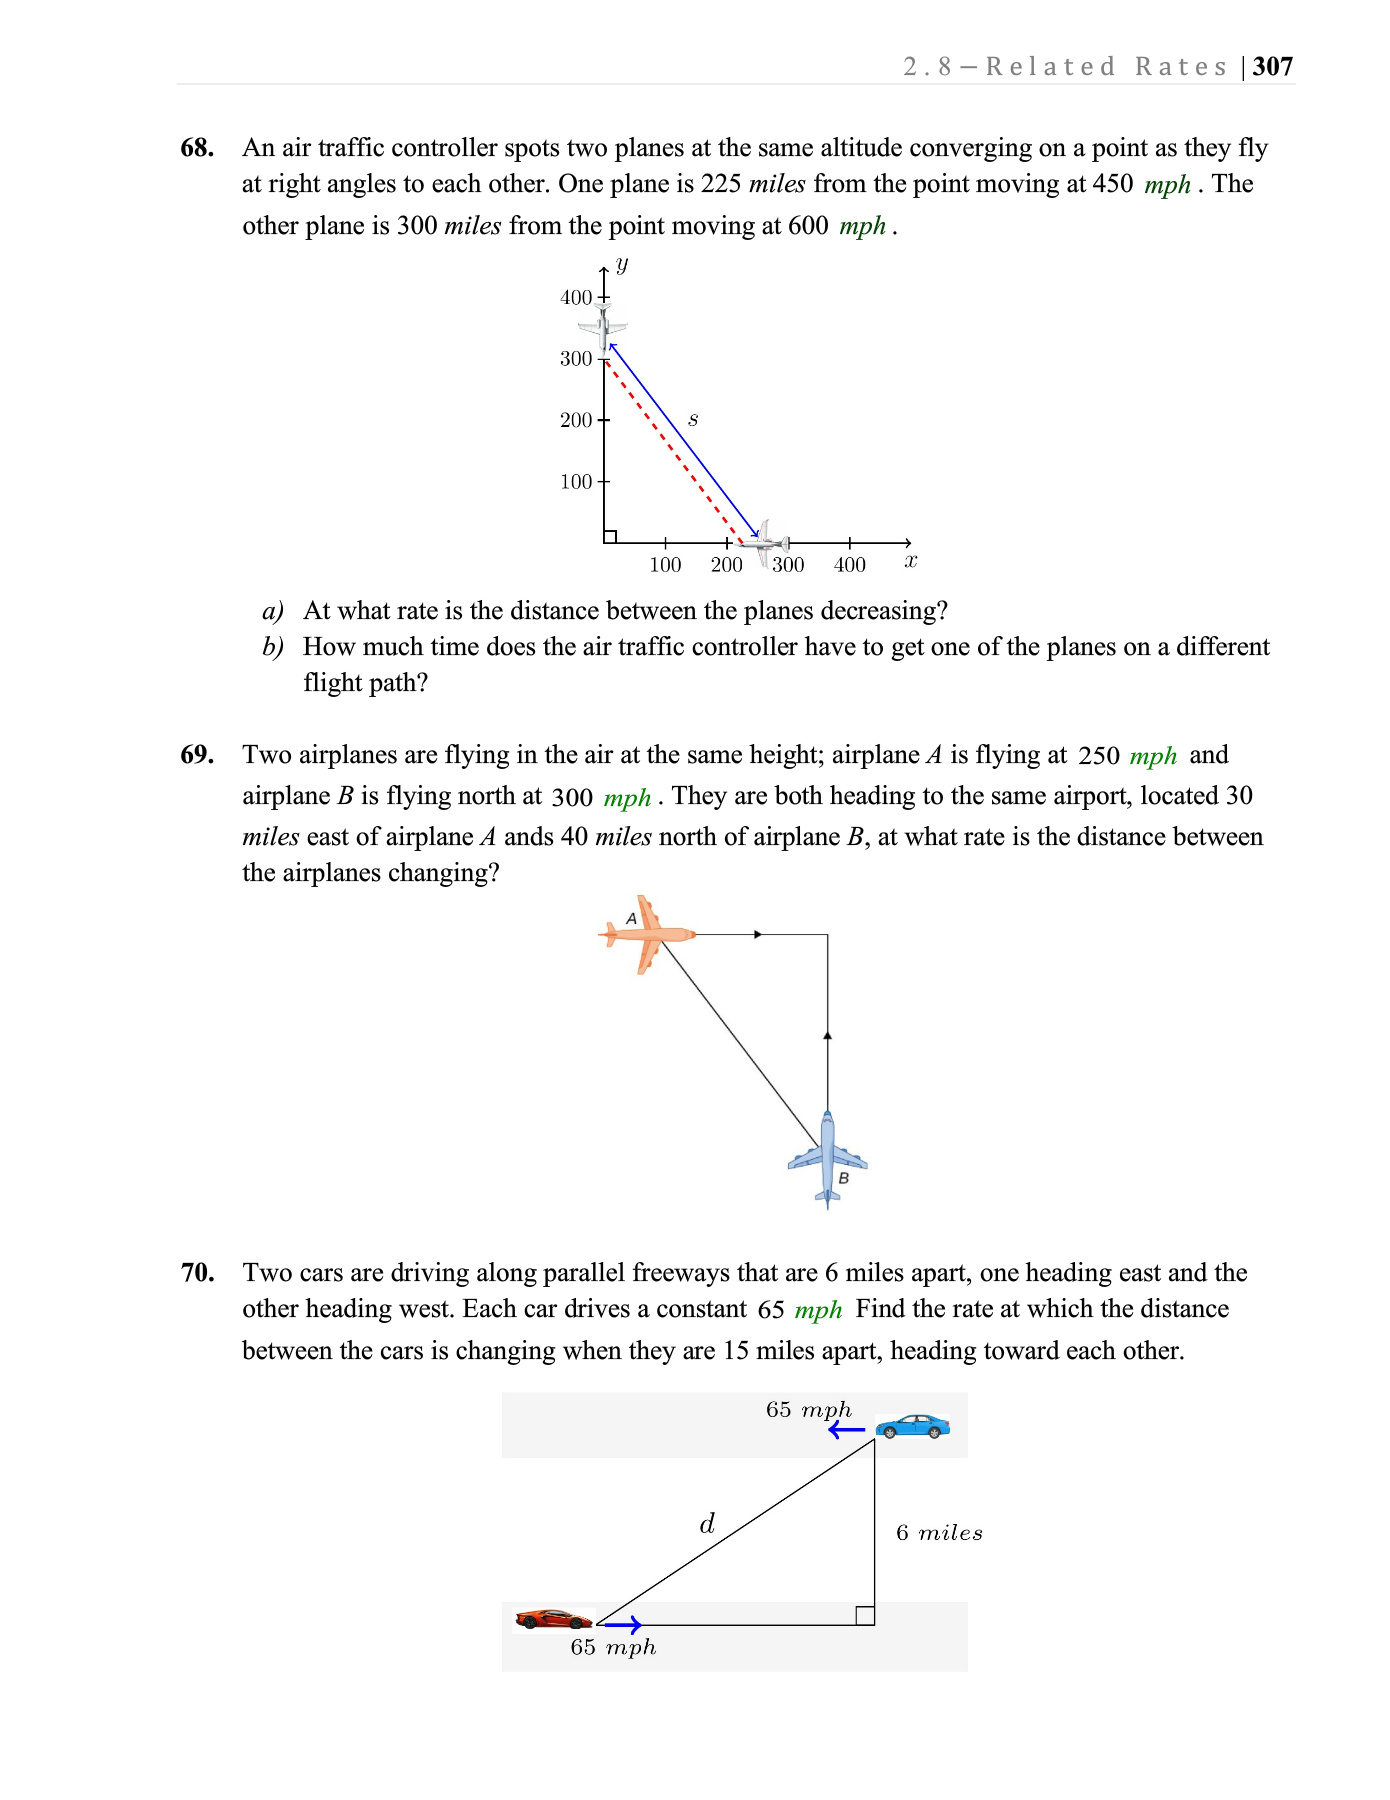 2.8 – Related Rates | 307
68. An air traffic controller spots two planes at the same altitude converging on a point as they fly
at right angles to each other. One plane is 225 miles from the point moving at 450 mph . The
other plane is 300 miles from the point moving at 600 mph .
y
400
300
200
100
s
100 200 300 400 x
a) At what rate is the distance between the planes decreasing?
b) How much time does the air traffic controller have to get one of the planes on a different
flight path?
69. Two airplanes are flying in the air at the same height; airplane A is flying at 250 mph and
airplane B is flying north at 300 mph . They are both heading to the same airport, located 30
miles east of airplane A ands 40 miles north of airplane B, at what rate is the distance between
the airplanes changing?
A
B
70. Two cars are driving along parallel freeways that are 6 miles apart, one heading east and the
other heading west. Each car drives a constant 65 mph Find the rate at which the distance
between the cars is changing when they are 15 miles apart, heading toward each other.
65 mph
d
6 miles
65 mph